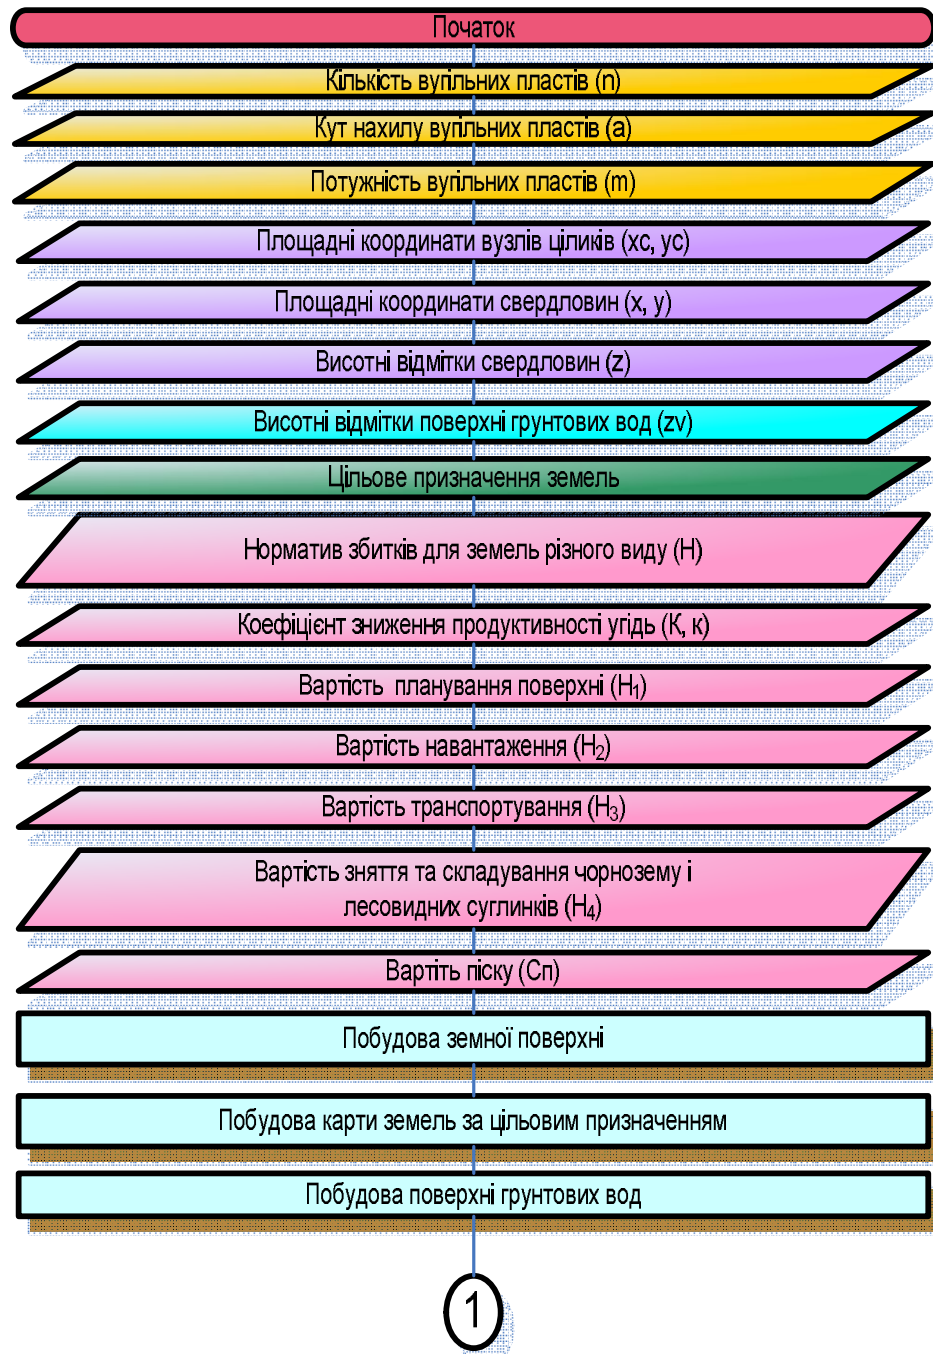 Початок
Кількість вугільних пластів (n)
Кут нахилу вугільних пластів (a)
Потужність вугільних пластів (m)
Площадні координати вузлів ціликів (xc, yc)
Площадні координати свердловин (x, y)
Висотні відмітки свердловин (z)
Висотні відмітки поверхні грунтових вод (zv)
Цільове призначення земель
Норматив збитків для земель різного виду (Н)
Коефіцієнт зниження продуктивності угідь (К, к)
Вартість планування поверхні (H₁)
Вартість навантаження (H₂)
Вартість транспортування (H₃)
Вартість зняття та складування чорнозему і
лесовидних суглинків (H₄)
Вартіть піску (Сп)
Побудова земної поверхні
Побудова карти земель за цільовим призначенням
Побудова поверхні грунтових вод
1